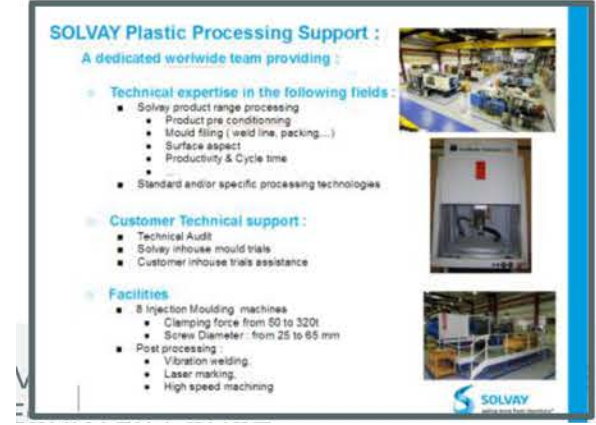 SOLVAY Plastic Processing Support :
A dedicated worlwide team providing :
Technical expertise in the following fields :
Solvay product range processing
Product pre conditionning
Mould filling ( weld line, packing....)
Surface aspect
Productivity & Cycle time
...
Standard and/or specific processing technologies
Customer Technical support :
Technical Audit
Solvay inhouse mould trials
Customer inhouse trials assistance
Facilities
8 Injection Moulding machines
Clamping force from 50 to 320t
Screw Diameter : from 25 to 65 mm
Post processing :
Vibration welding,
Laser marking,
High speed machining
SOLVAY
asking more from chemistry®